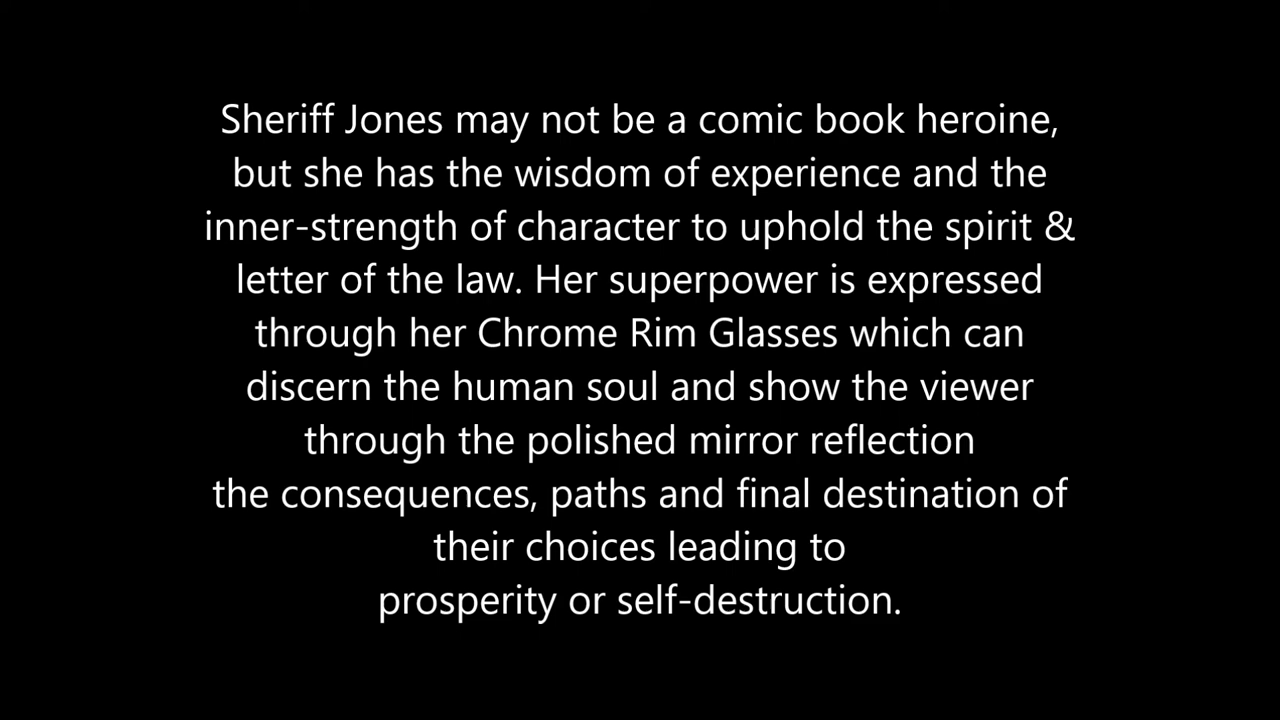 Sheriff Jones may not be a comic book heroine,
but she has the wisdom of experience and the
inner-strength of character to uphold the spirit &
letter of the law. Her superpower is expressed
through her Chrome Rim Glasses which can
discern the human soul and show the viewer
through the polished mirror reflection
the consequences, paths and final destination of
their choices leading to
prosperity or self-destruction.